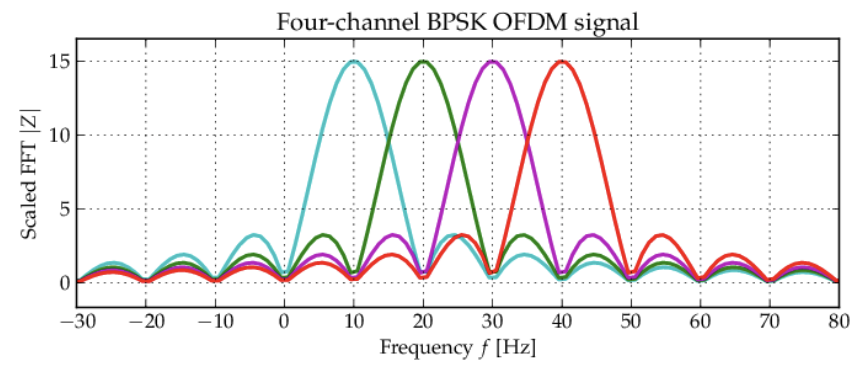 Four-channel BPSK OFDM signal
15
10
5
0
Scaled FFT |Z|
−30 −20 −10 0 10 20 30 40 50 60 70 80
Frequency f [Hz]